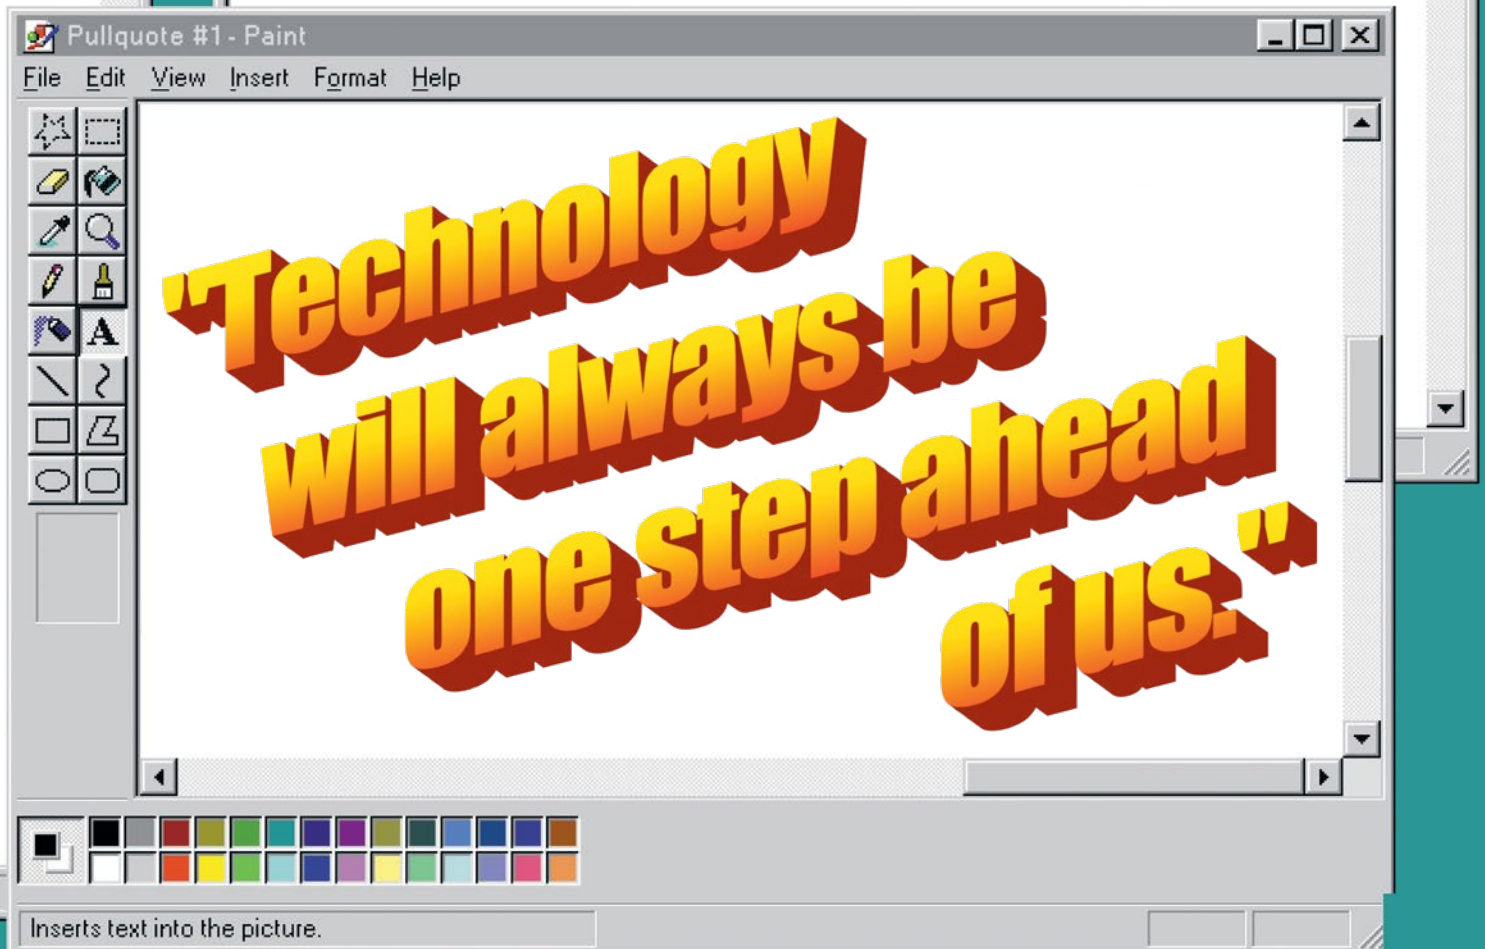 Pullquote #1 - Paint
File Edit View Insert Format Help
A
"Technology
will always be
one step ahead
of us."
Inserts text into the picture.